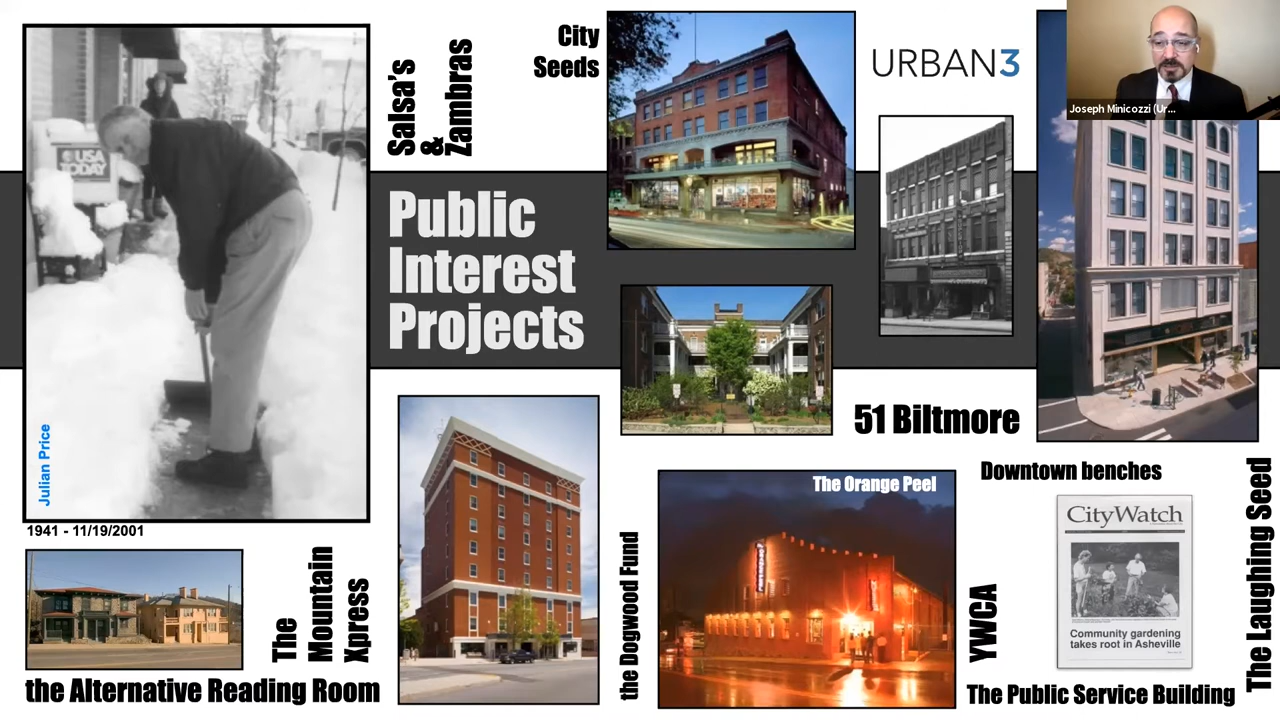 USA
TODAY
Julian Price
1941 - 11/19/2001
Salsa's
&
Zambras
City
Seeds
URBAN3
Joseph Minicozzi (Ur...
Public
Interest
Projects
51 Biltmore
The Orange Peel
Downtown benches
CityWatch
Community gardening
takes root in Asheville
The Laughing Seed
YWCA
The Public Service Building
the Dogwood Fund
The
Mountain
Xpress
the Alternative Reading Room